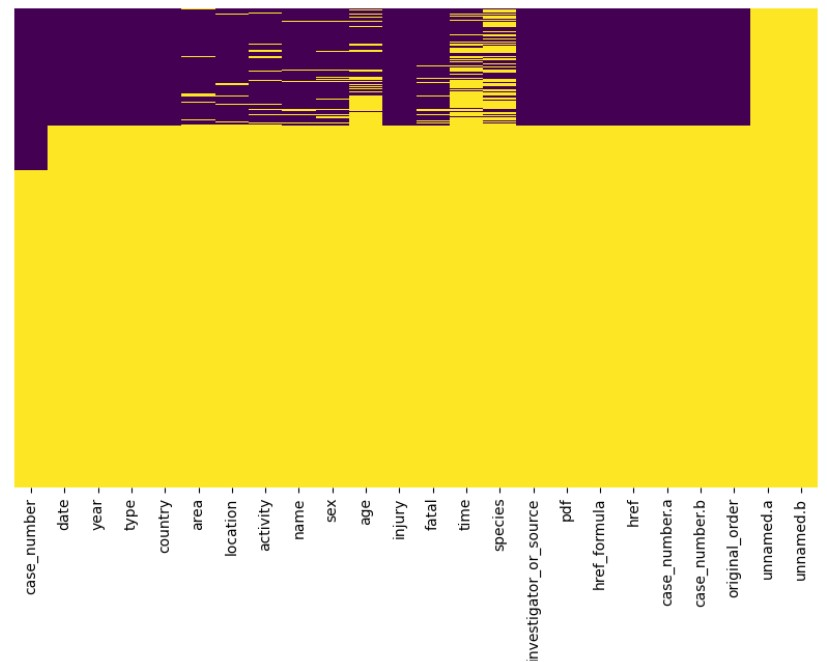 case_number
date
year
type
country
area
location
activity
name
sex
age
injury
fatal
time
species
investigator_or_source
pdf
href_formula
href
case_number.a
case_number.b
original_order
unnamed.a
unnamed.b